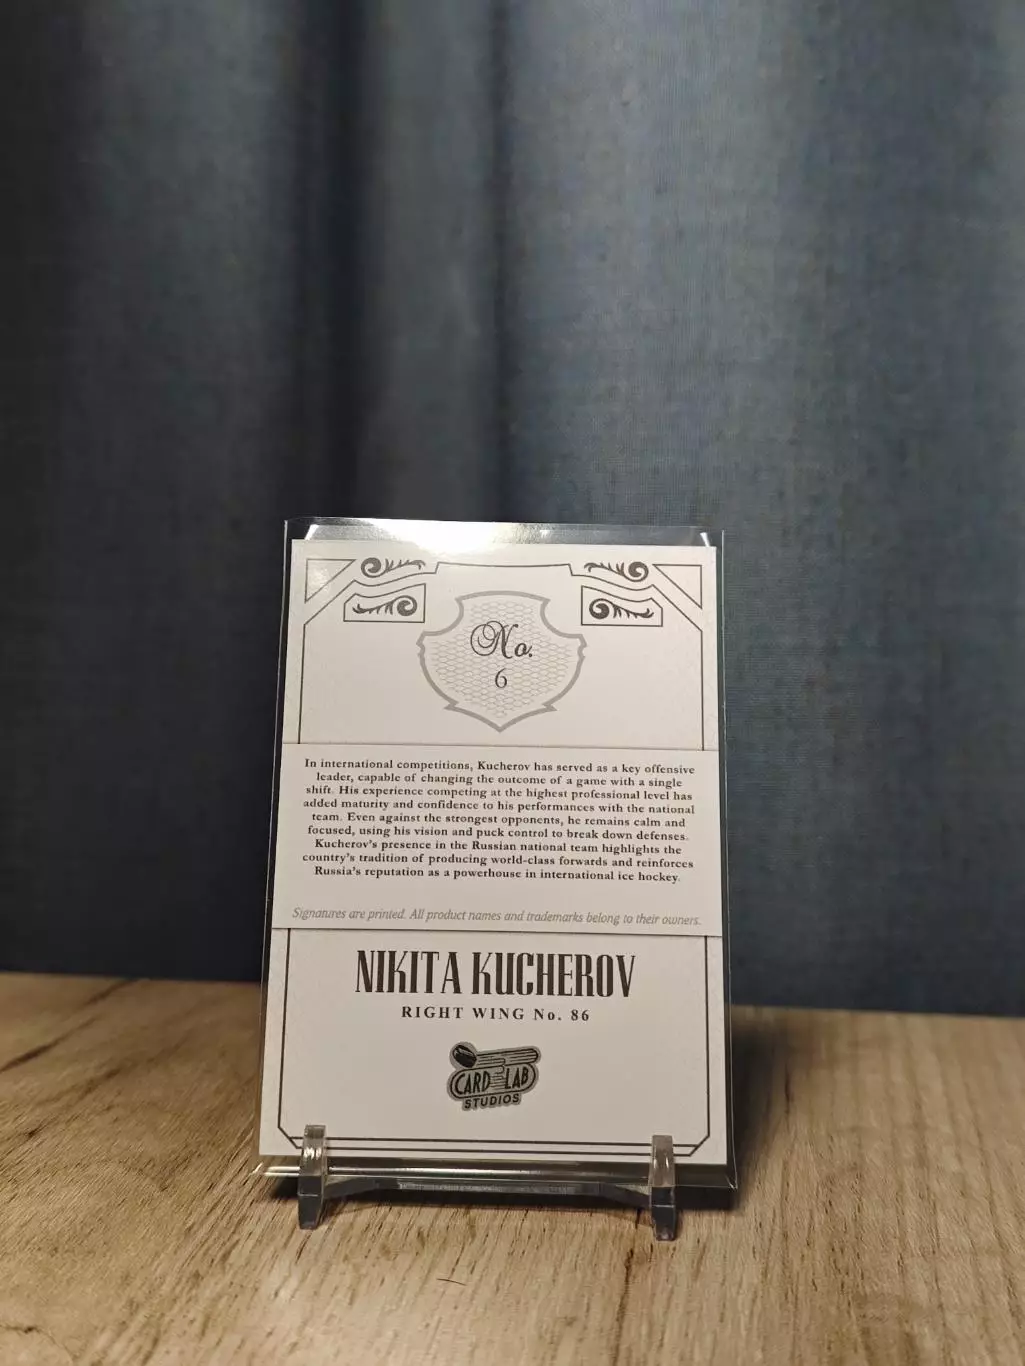 No.
6
In international competitions, Kucherov has served as a key offensive
leader, capable of changing the outcome of a game with a single
shift. His experience competing at the highest professional level has
added maturity and confidence to his performances with the national
team. Even against the strongest opponents, he remains calm and
focused, using his vision and puck control to break down defenses.
Kucherov's presence in the Russian national team highlights the
country's tradition of producing world-class forwards and reinforces
Russia's reputation as a powerhouse in international ice hockey.
Signatures are printed. All product names and trademarks belong to their owners.
NIKITA KUCHEROV
RIGHT WING No. 86
CARD LAB
STUDIOS